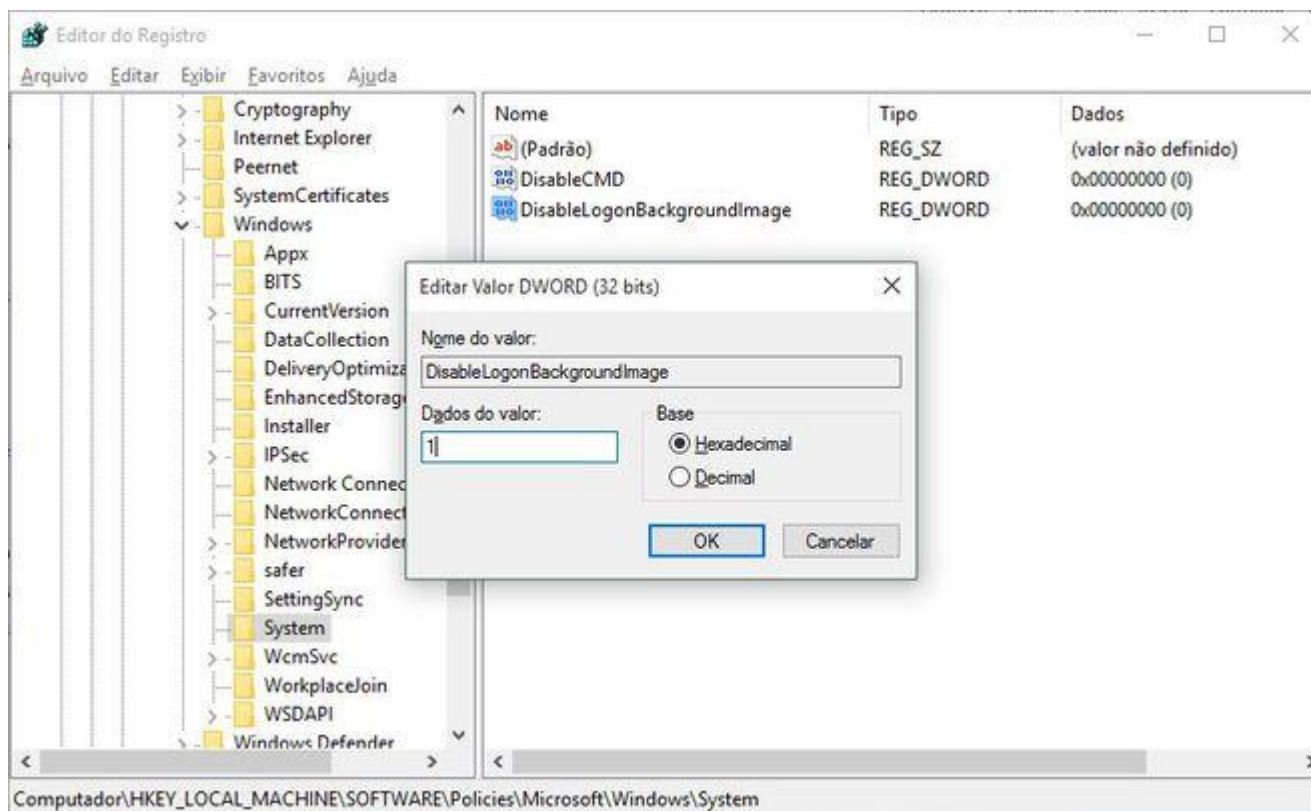 Editor do Registro
Arquivo Editar Exibir Favoritos Ajuda
Cryptography
Internet Explorer
Peernet
SystemCertificates
Windows
Appx
BITS
CurrentVersion
DataCollection
DeliveryOptimiza
EnhancedStorag
Installer
IPSec
Network Connec
NetworkConnect
NetworkProvider
safer
SettingSync
System
WcmSvc
WorkplaceJoin
WSDAPI
Windows Defender
Nome Tipo Dados
(Padrão) REG_SZ (valor não definido)
DisableCMD REG_DWORD 0x00000000 (0)
DisableLogonBackgroundImage REG_DWORD 0x00000000 (0)
Editar Valor DWORD (32 bits)
Nome do valor:
DisableLogonBackgroundImage
Dados do valor:
1
Base
Hexadecimal
Decimal
OK Cancelar
Computador\HKEY_LOCAL_MACHINE\SOFTWARE\Policies\Microsoft\Windows\System